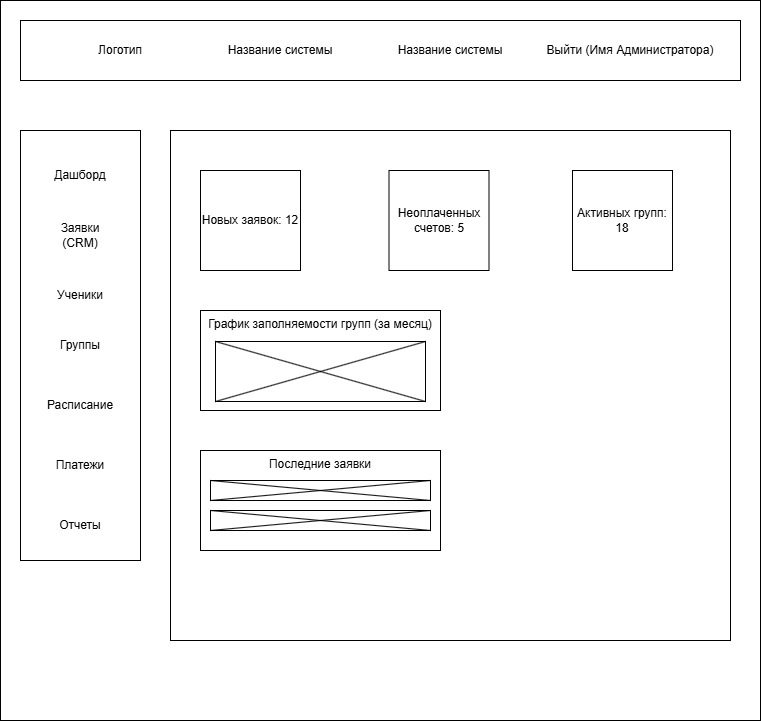 Логотип
Название системы
Название системы
Выйти (Имя Администратора)
Дашборд
Заявки
(CRM)
Ученики
Группы
Расписание
Платежи
Отчеты
Новых заявок: 12
Неоплаченных
счетов: 5
Активных групп:
18
График заполняемости групп (за месяц)
Последние заявки